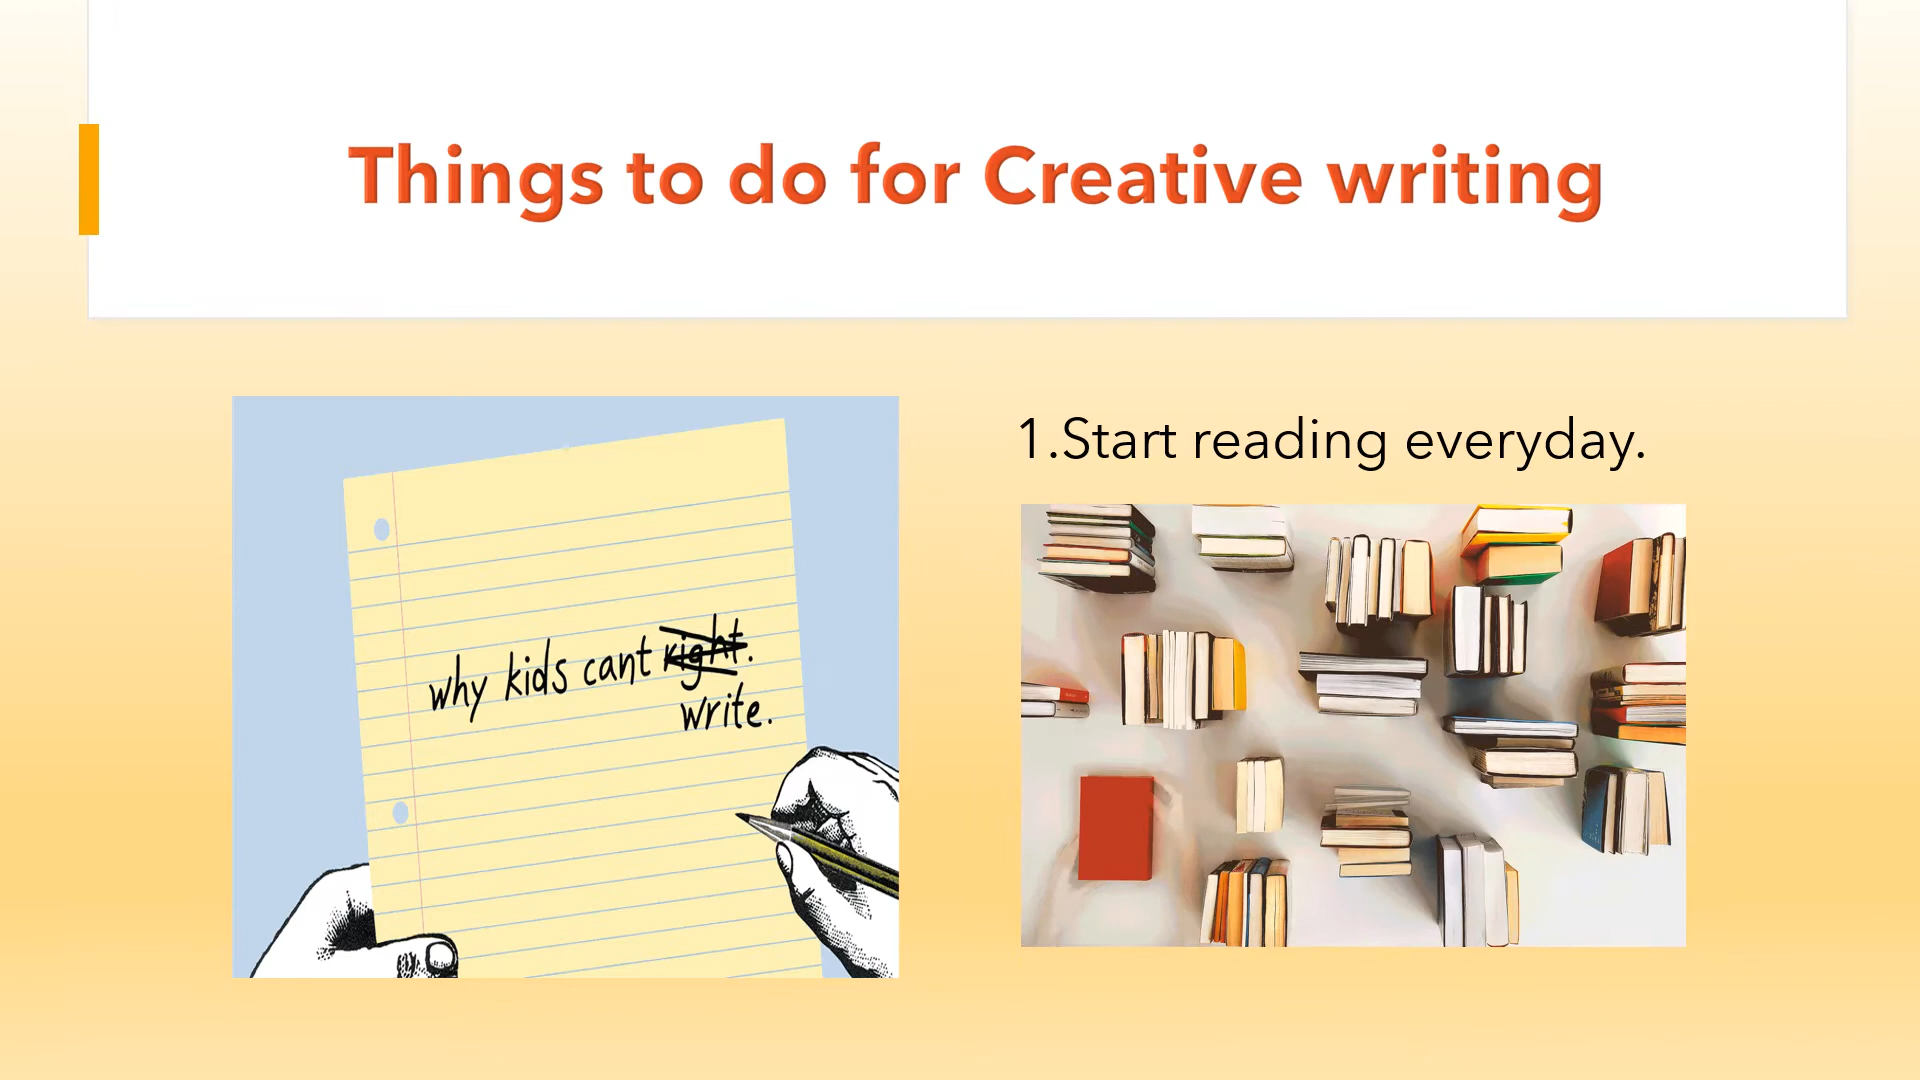 Things to do for Creative writing
why kids cant right.
write.
1.Start reading everyday.